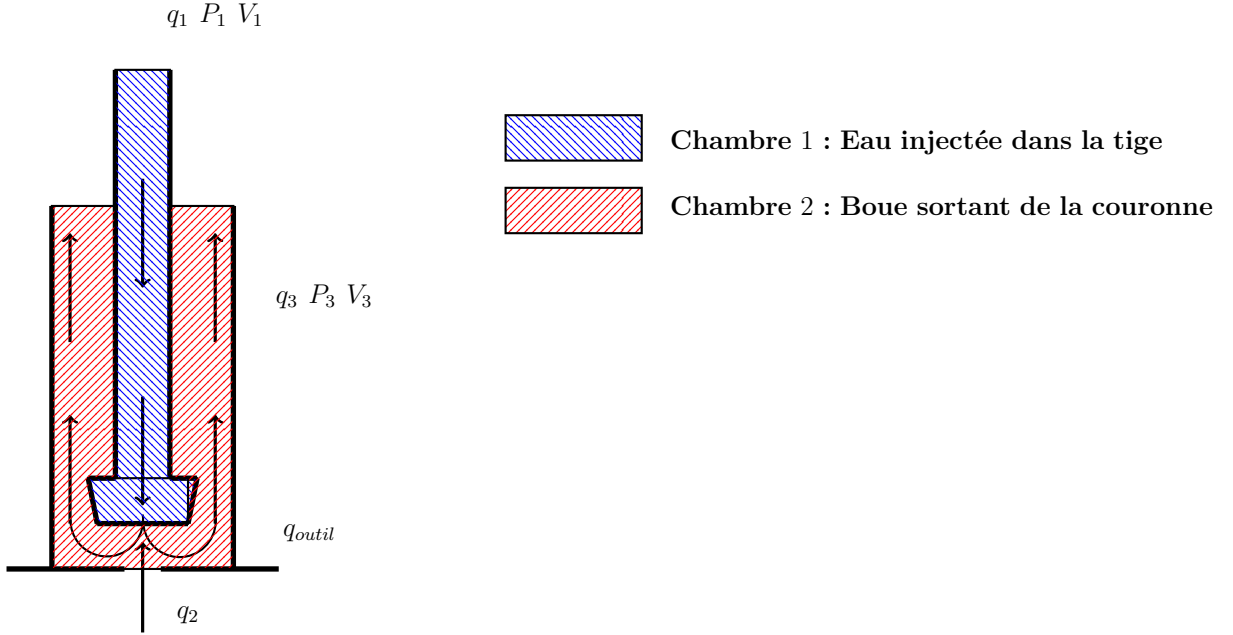 q₁ P₁ V₁
Chambre 1 : Eau injectée dans la tige
Chambre 2 : Boue sortant de la couronne
q₃ P₃ V₃
qₒᵤₜᵢₗ
q₂